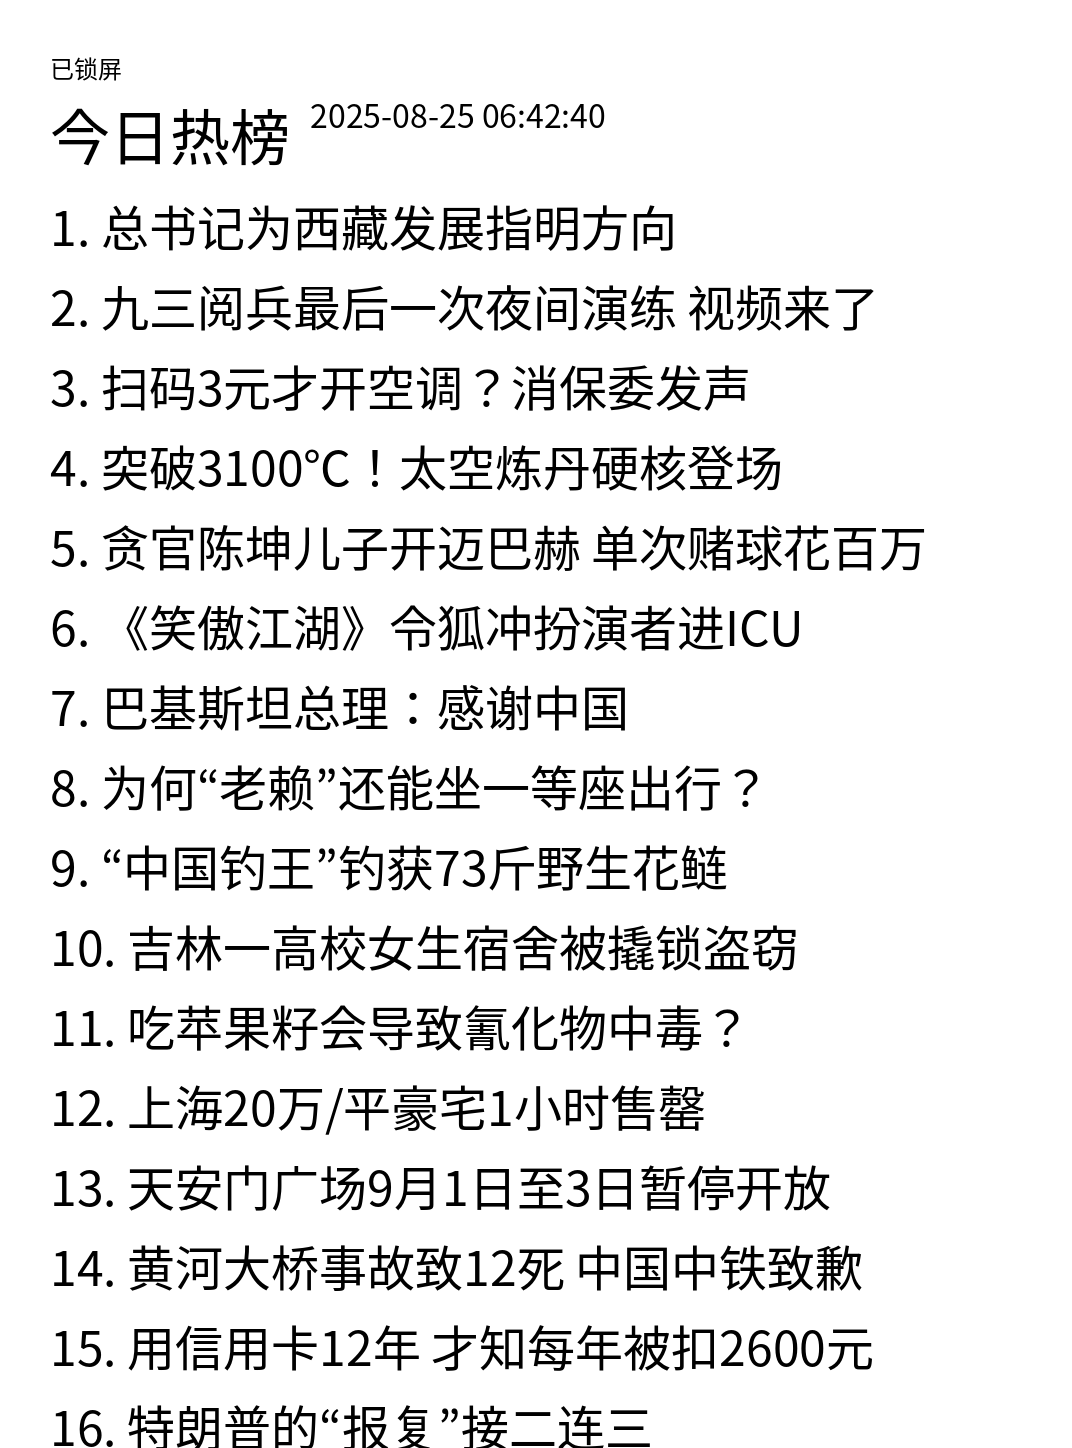 已锁屏
今日热榜 2025-08-25 06:42:40
1. 总书记为西藏发展指明方向
2. 九三阅兵最后一次夜间演练 视频来了
3. 扫码3元才开空调？消保委发声
4. 突破3100℃！太空炼丹硬核登场
5. 贪官陈坤儿子开迈巴赫 单次赌球花百万
6. 《笑傲江湖》令狐冲扮演者进ICU
7. 巴基斯坦总理：感谢中国
8. 为何“老赖”还能坐一等座出行？
9. “中国钓王”钓获73斤野生花鲢
10. 吉林一高校女生宿舍被撬锁盗窃
11. 吃苹果籽会导致氰化物中毒？
12. 上海20万/平豪宅1小时售罄
13. 天安门广场9月1日至3日暂停开放
14. 黄河大桥事故致12死 中国中铁致歉
15. 用信用卡12年 才知每年被扣2600元
16. 特朗普的“报复”接二连三